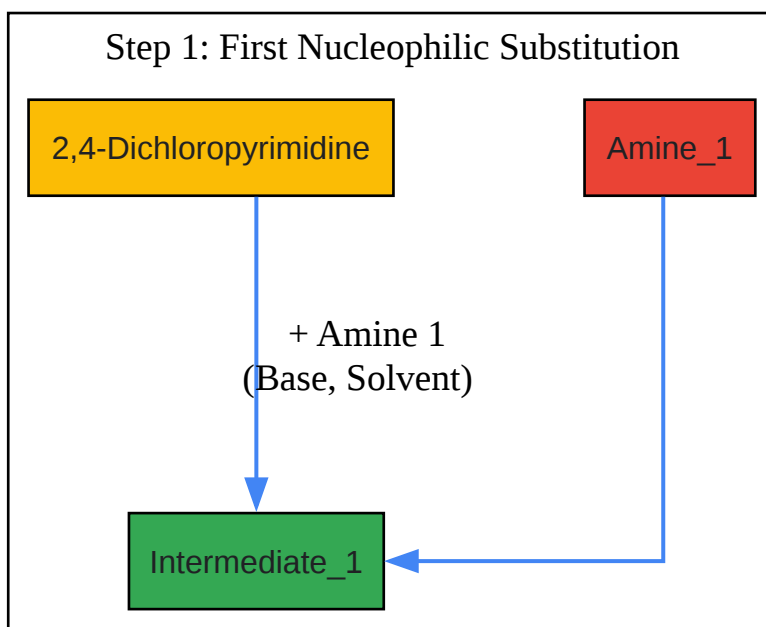 Step 1: First Nucleophilic Substitution
2,4-Dichloropyrimidine
Amine_1
+ Amine 1
(Base, Solvent)
Intermediate_1